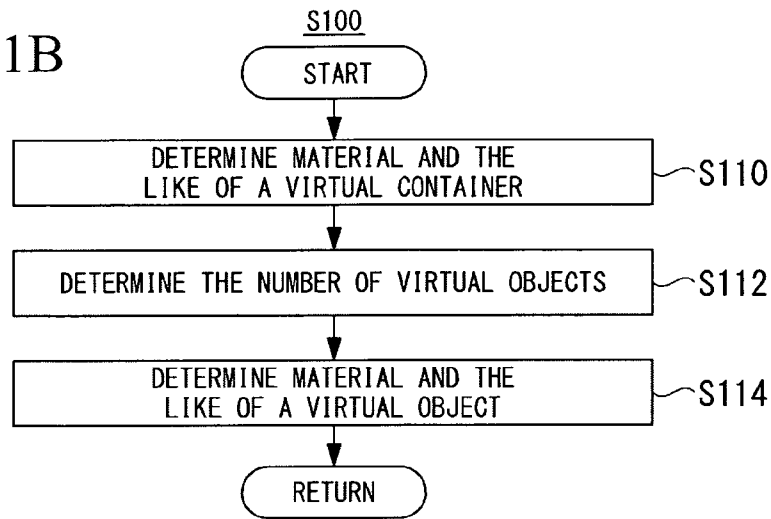 S100
1B
START
DETERMINE MATERIAL AND THE
LIKE OF A VIRTUAL CONTAINER
S110
DETERMINE THE NUMBER OF VIRTUAL OBJECTS
S112
DETERMINE MATERIAL AND THE
LIKE OF A VIRTUAL OBJECT
S114
RETURN